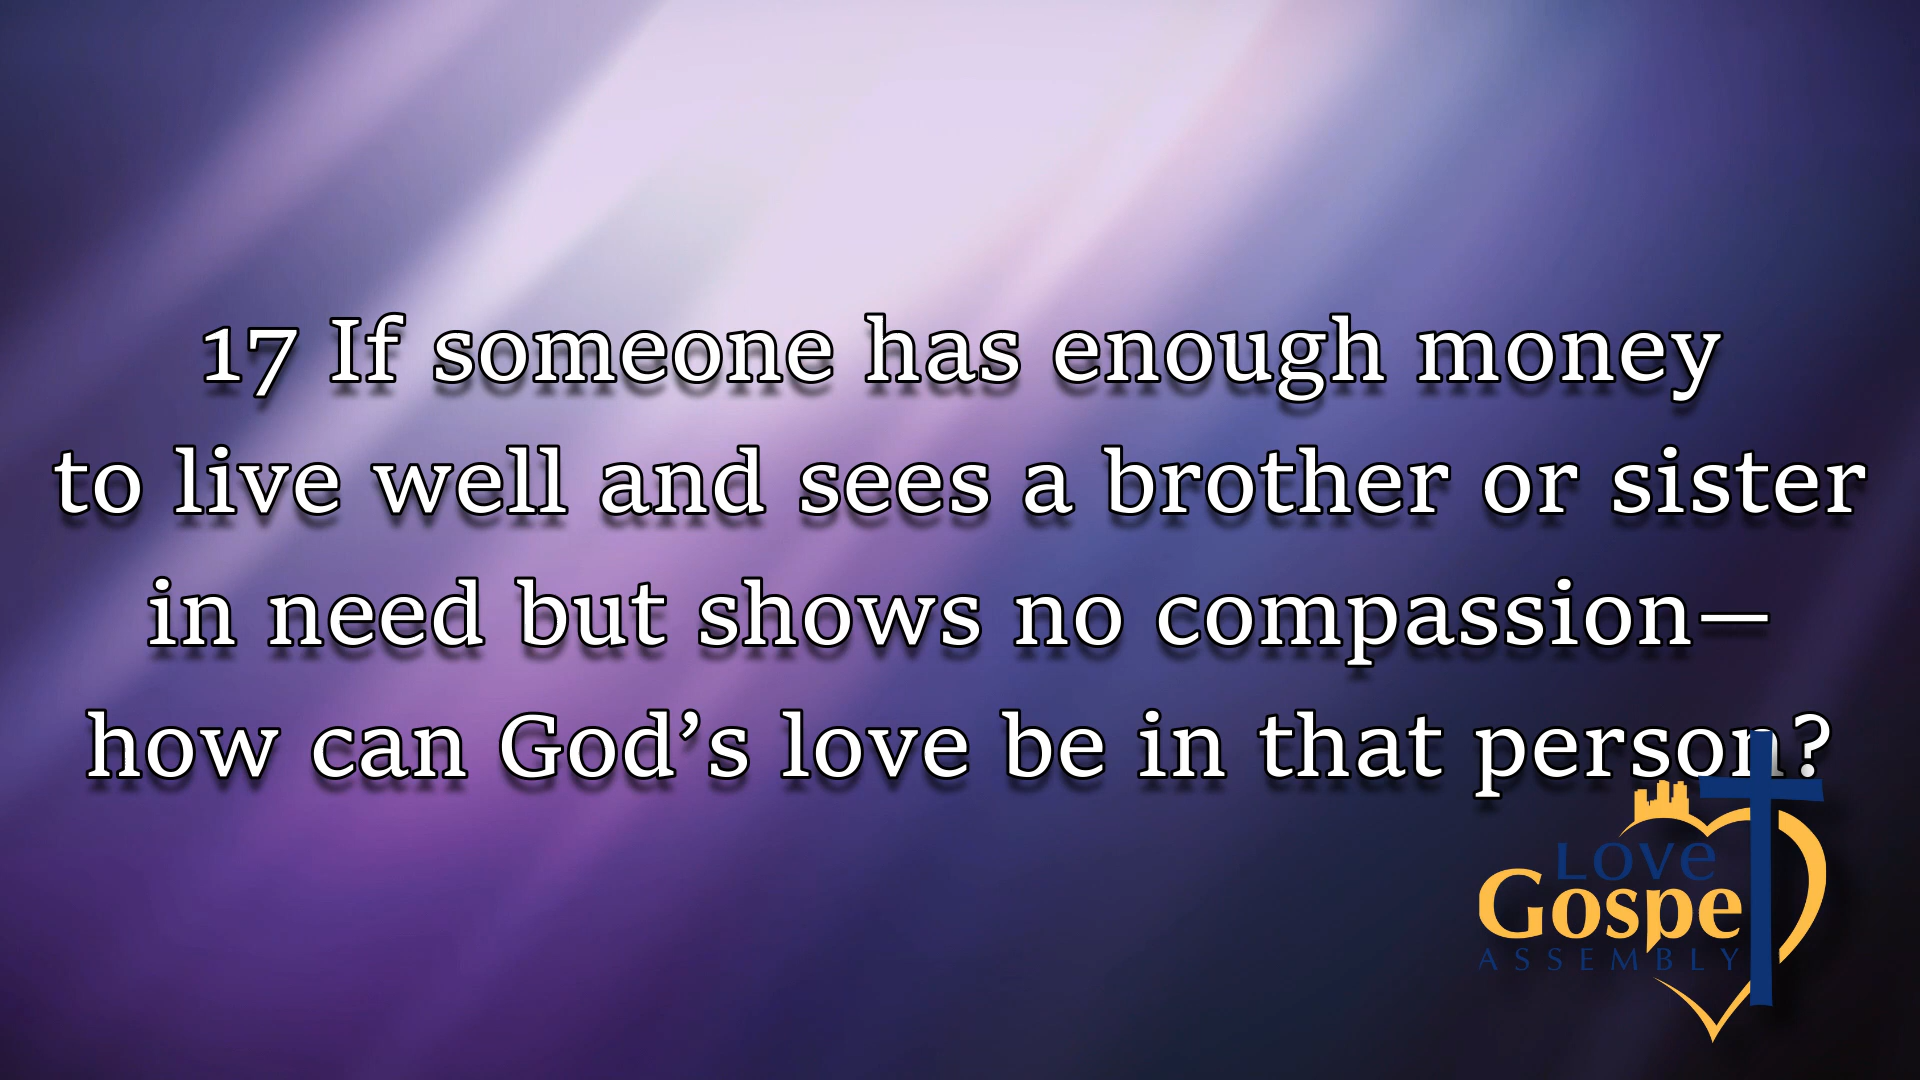 17 If someone has enough money
to live well and sees a brother or sister
in need but shows no compassion—
how can God’s love be in that person?
LOVE
Gospel
ASSEMBLY